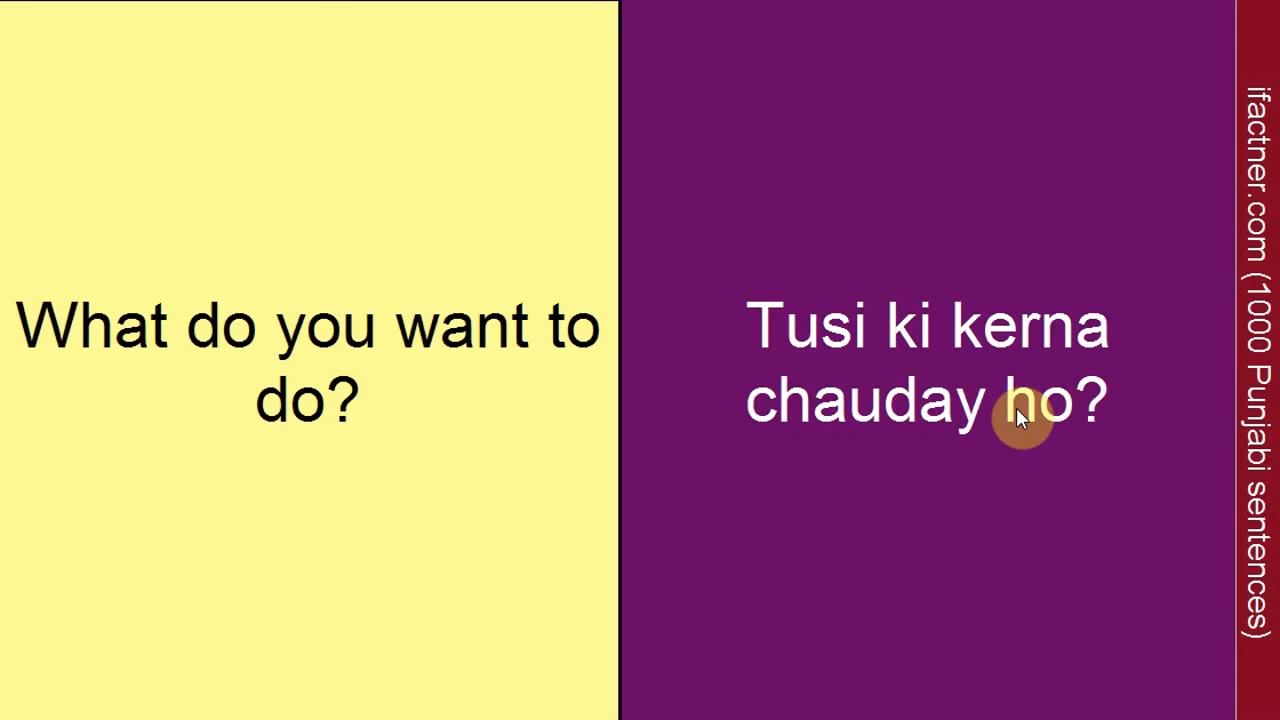 What do you want to
do?
Tusi ki kerna
chauday ho?
ifactner.com (1000 Punjabi sentences)